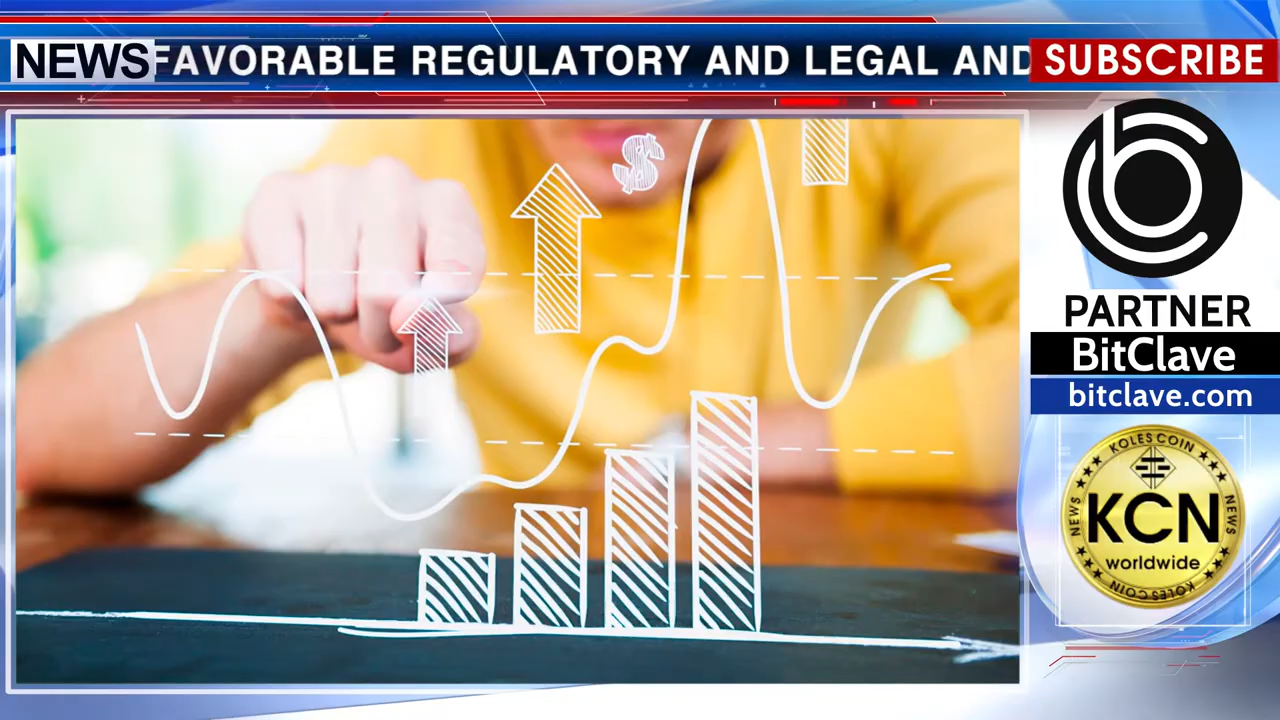 NEWS FAVORABLE REGULATORY AND LEGAL AND SUBSCRIBE
$
PARTNER
BitClave
bitclave.com
KOLES COIN
NEWS KCN NEWS
worldwide
KOLES COIN